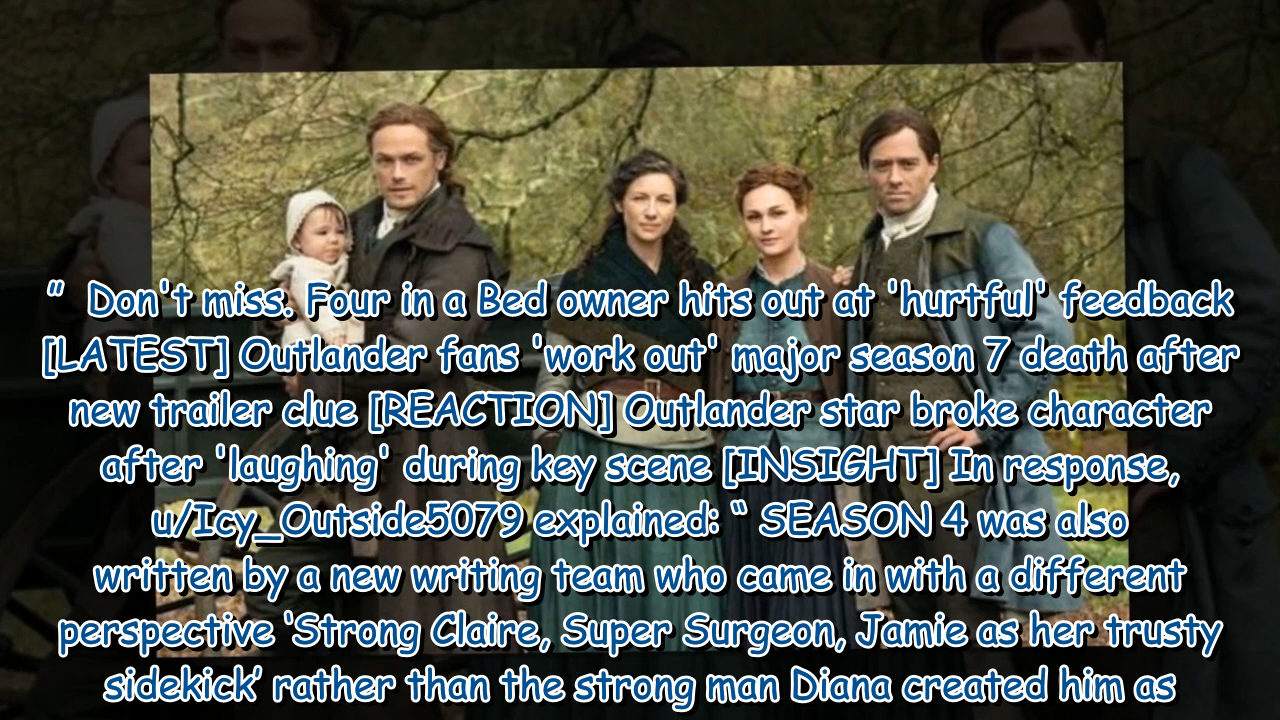 ”  Don't miss. Four in a Bed owner hits out at 'hurtful' feedback
[LATEST] Outlander fans 'work out' major season 7 death after
new trailer clue [REACTION] Outlander star broke character
after 'laughing' during key scene [INSIGHT] In response,
u/Icy_Outside5079 explained: “ SEASON 4 was also
written by a new writing team who came in with a different
perspective ‘Strong Claire, Super Surgeon, Jamie as her trusty
sidekick’ rather than the strong man Diana created him as